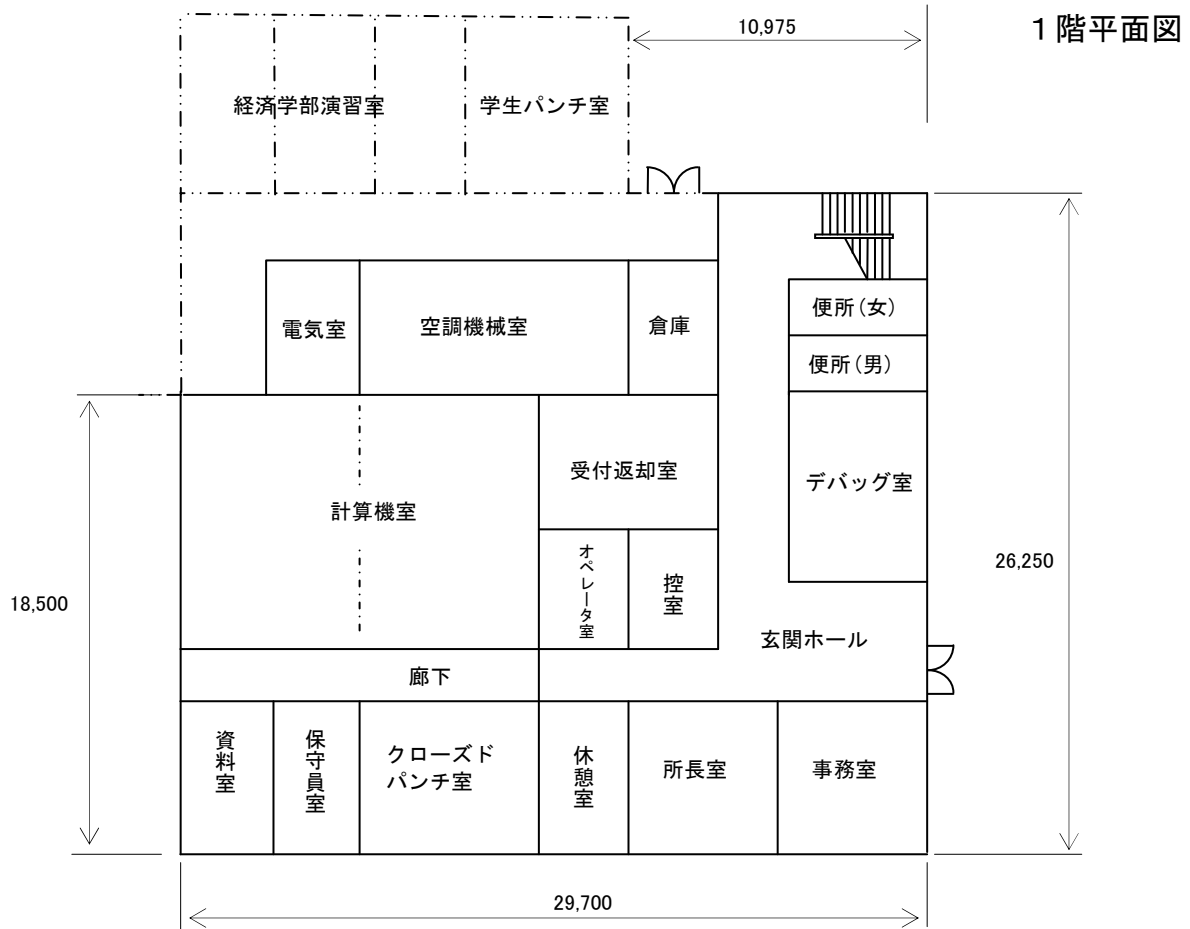 10,975
1階平面図
経済学部演習室
学生パンチ室
便所(女)
電気室
空調機械室
倉庫
便所(男)
受付返却室
デバッグ室
計算機室
オペレータ室
控室
26,250
18,500
玄関ホール
廊下
資料室
保守員室
クローズド
パンチ室
休憩室
所長室
事務室
29,700